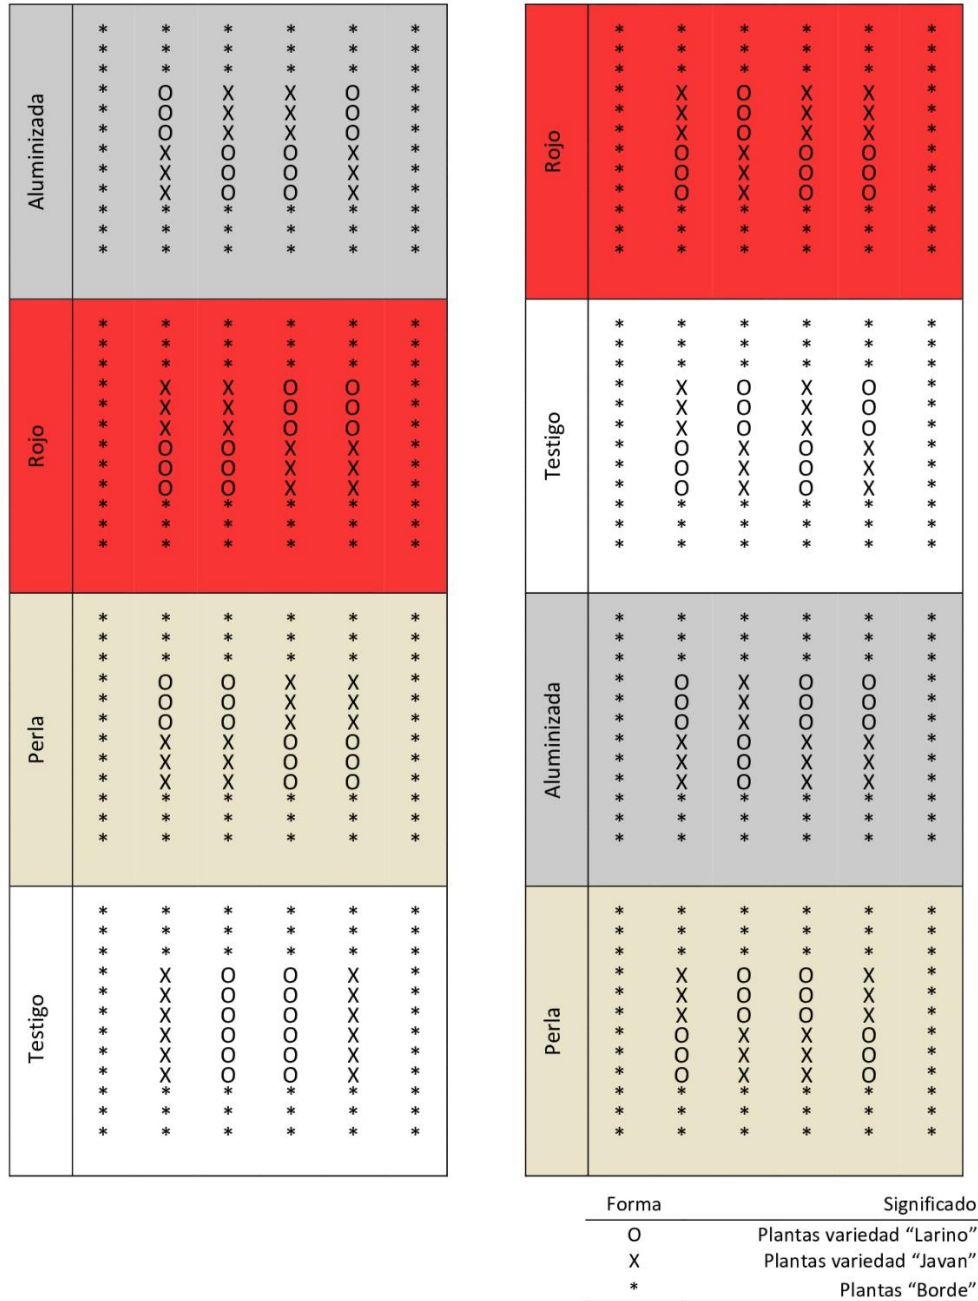 Aluminizada
* * * * * *
* * * * * *
* * * * * *
* O X X O *
* O X X O *
* O X X O *
* X O O X *
* X O O X *
* X O O X *
* * * * * *
* * * * * *
* * * * * *
Rojo
* * * * * *
* * * * * *
* * * * * *
* X X O O *
* X X O O *
* X X O O *
* O O X X *
* O O X X *
* O O X X *
* * * * * *
* * * * * *
* * * * * *
Perla
* * * * * *
* * * * * *
* * * * * *
* O O X X *
* O O X X *
* O O X X *
* X X O O *
* X X O O *
* X X O O *
* * * * * *
* * * * * *
* * * * * *
Testigo
* * * * * *
* * * * * *
* * * * * *
* X O O X *
* X O O X *
* X O O X *
* X O O X *
* X O O X *
* X O O X *
* * * * * *
* * * * * *
* * * * * *
Rojo
* * * * * *
* * * * * *
* * * * * *
* X O X X *
* X O X X *
* X O X X *
* O X O O *
* O X O O *
* O X O O *
* * * * * *
* * * * * *
* * * * * *
Testigo
* * * * * *
* * * * * *
* * * * * *
* X O X O *
* X O X O *
* X O X O *
* O X O X *
* O X O X *
* O X O X *
* * * * * *
* * * * * *
* * * * * *
Aluminizada
* * * * * *
* * * * * *
* * * * * *
* O X O O *
* O X O O *
* O X O O *
* X O X X *
* X O X X *
* X O X X *
* * * * * *
* * * * * *
* * * * * *
Perla
* * * * * *
* * * * * *
* * * * * *
* X O O X *
* X O O X *
* X O O X *
* O X X O *
* O X X O *
* O X X O *
* * * * * *
* * * * * *
* * * * * *
Forma Significado
O Plantas variedad “Larino”
X Plantas variedad “Javan”
* Plantas “Borde”